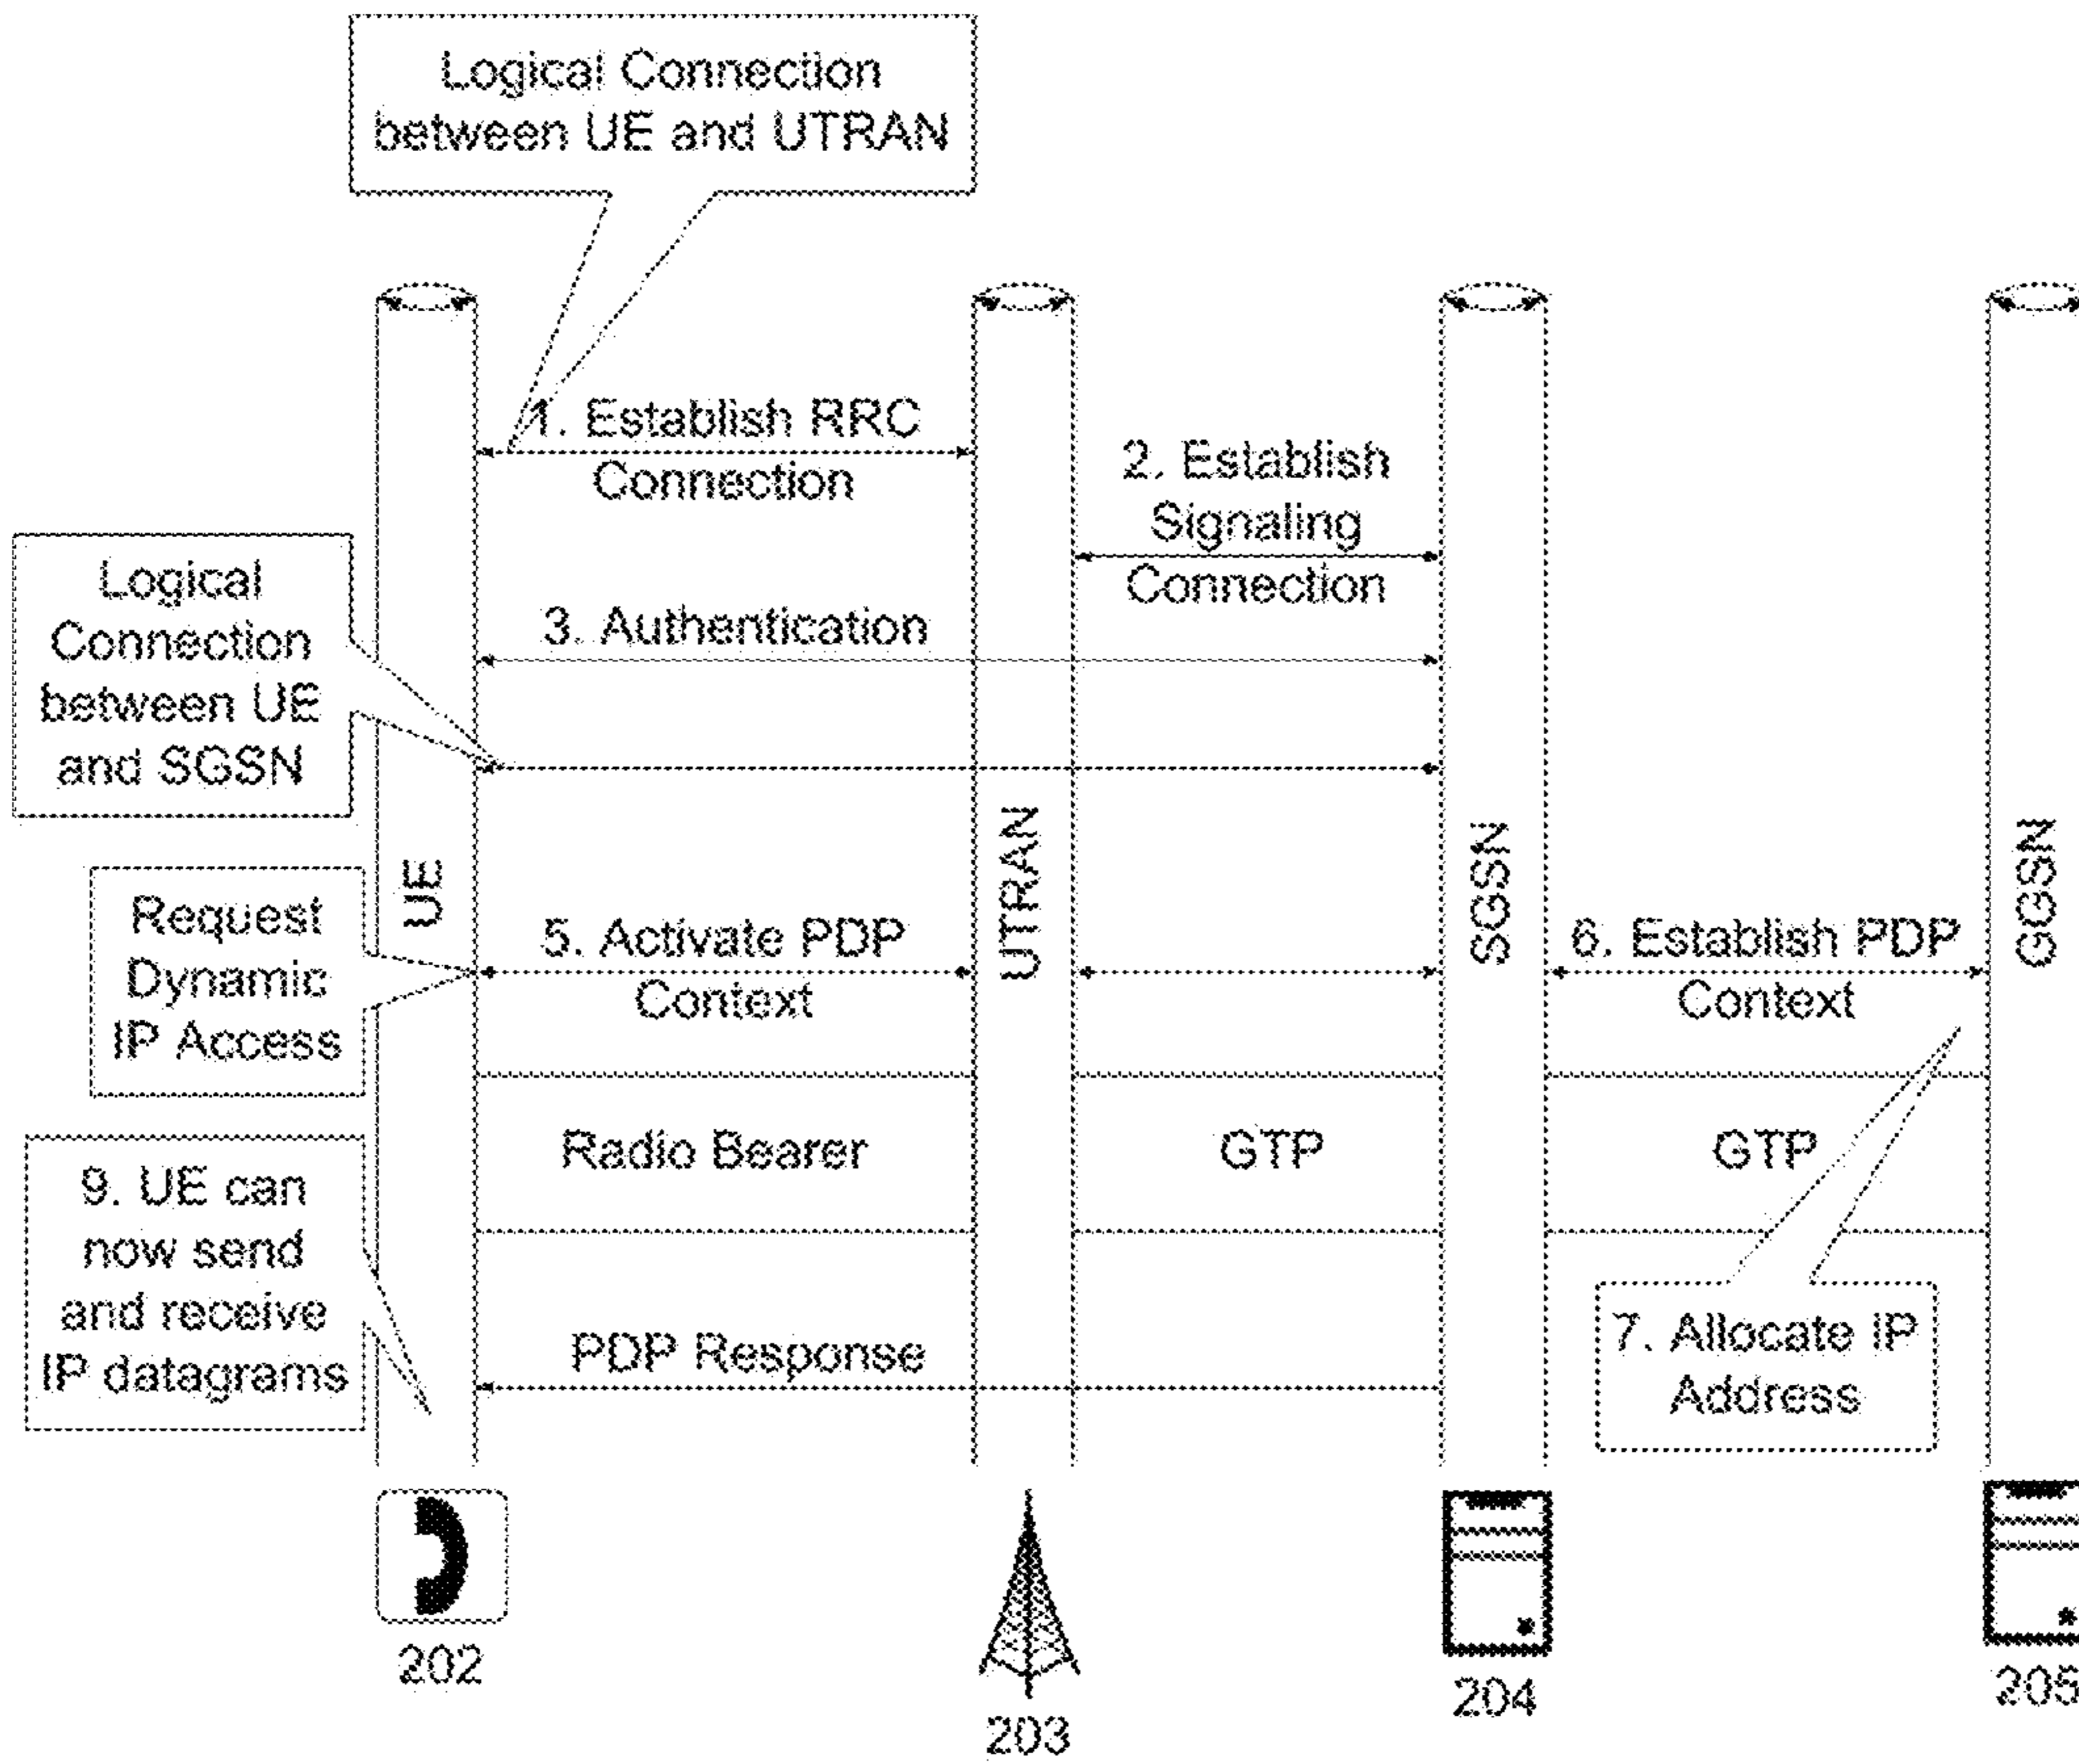 Logical Connection
between UE and UTRAN
1. Establish RRC
Connection
2. Establish
Signaling
Connection
Logical
Connection
between UE
and SGSN
3. Authentication
UE
UTRAN
SGSN
GGSN
Request
Dynamic
IP Access
5. Activate PDP
Context
6. Establish PDP
Context
Radio Bearer
GTP
GTP
9. UE can
now send
and receive
IP datagrams
PDP Response
7. Allocate IP
Address
202
203
204
205